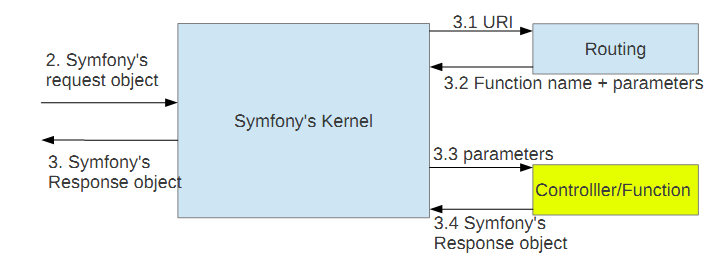 2. Symfony's
request object
3. Symfony's
Response object
Symfony's Kernel
3.1 URI
Routing
3.2 Function name + parameters
3.3 parameters
Controlller/Function
3.4 Symfony's
Response object